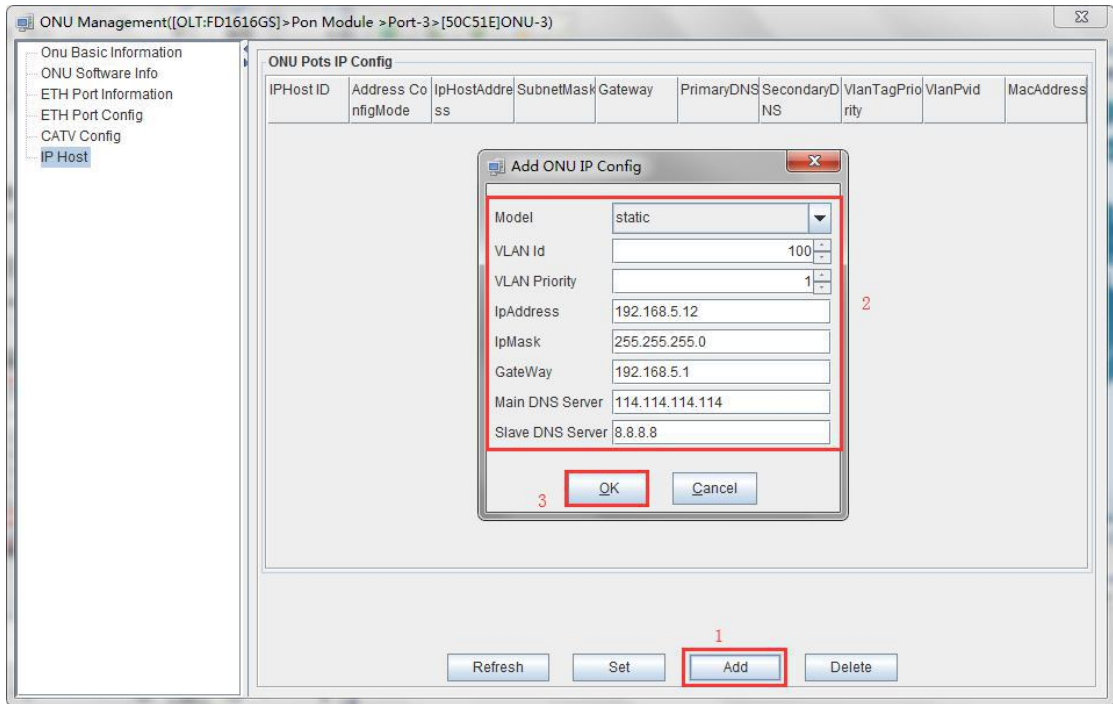 ONU Management([OLT:FD1616GS]>Pon Module >Port-3>[50C51E]ONU-3)
Onu Basic Information
ONU Software Info
ETH Port Information
ETH Port Config
CATV Config
IP Host
ONU Pots IP Config
IPHost ID Address Co IpHostAddre SubnetMask Gateway PrimaryDNS SecondaryD VlanTagPrio VlanPvid MacAddress
nfigMode ss NS rity
Add ONU IP Config
Model static
VLAN Id 100
VLAN Priority 1
IpAddress 192.168.5.12
2
IpMask 255.255.255.0
GateWay 192.168.5.1
Main DNS Server 114.114.114.114
Slave DNS Server 8.8.8.8
3 OK Cancel
1
Refresh Set Add Delete